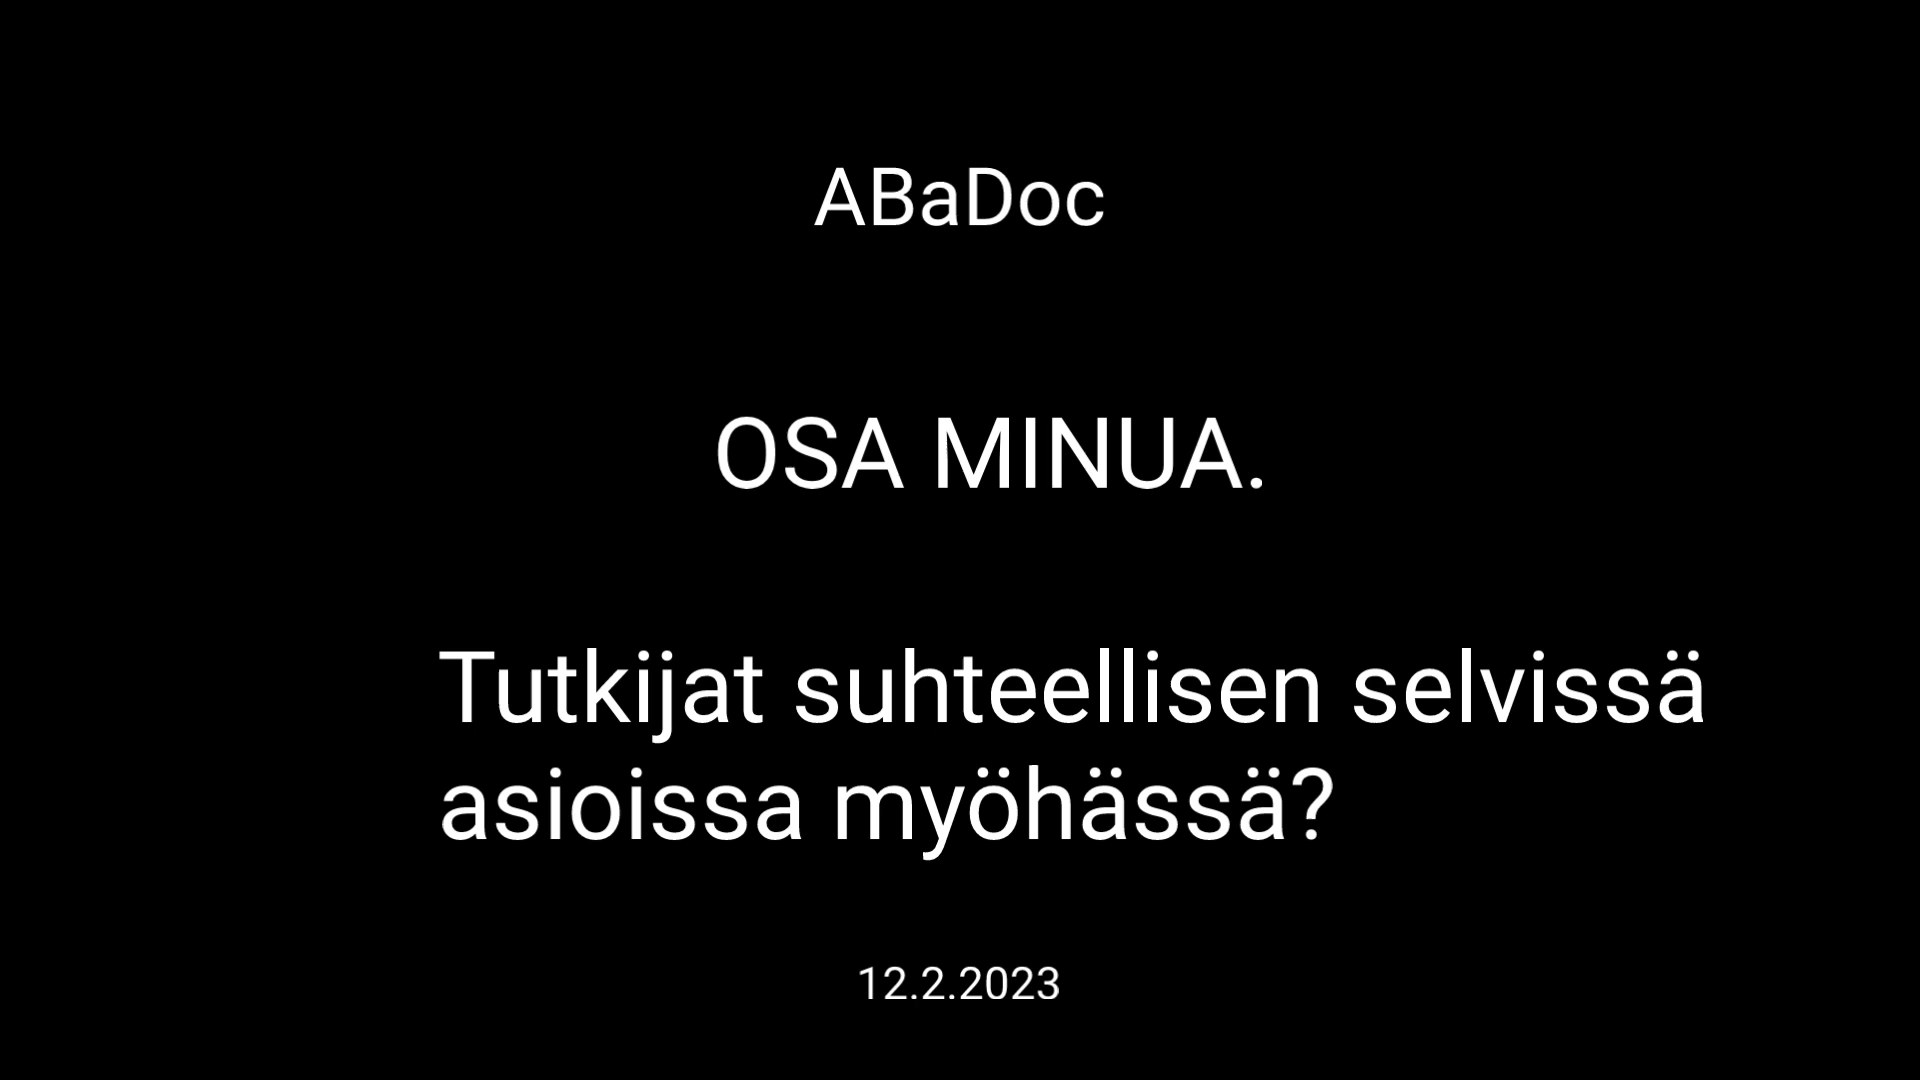 ABaDoc
OSA MINUA.
Tutkijat suhteellisen selvissä
asioissa myöhässä?
12.2.2023